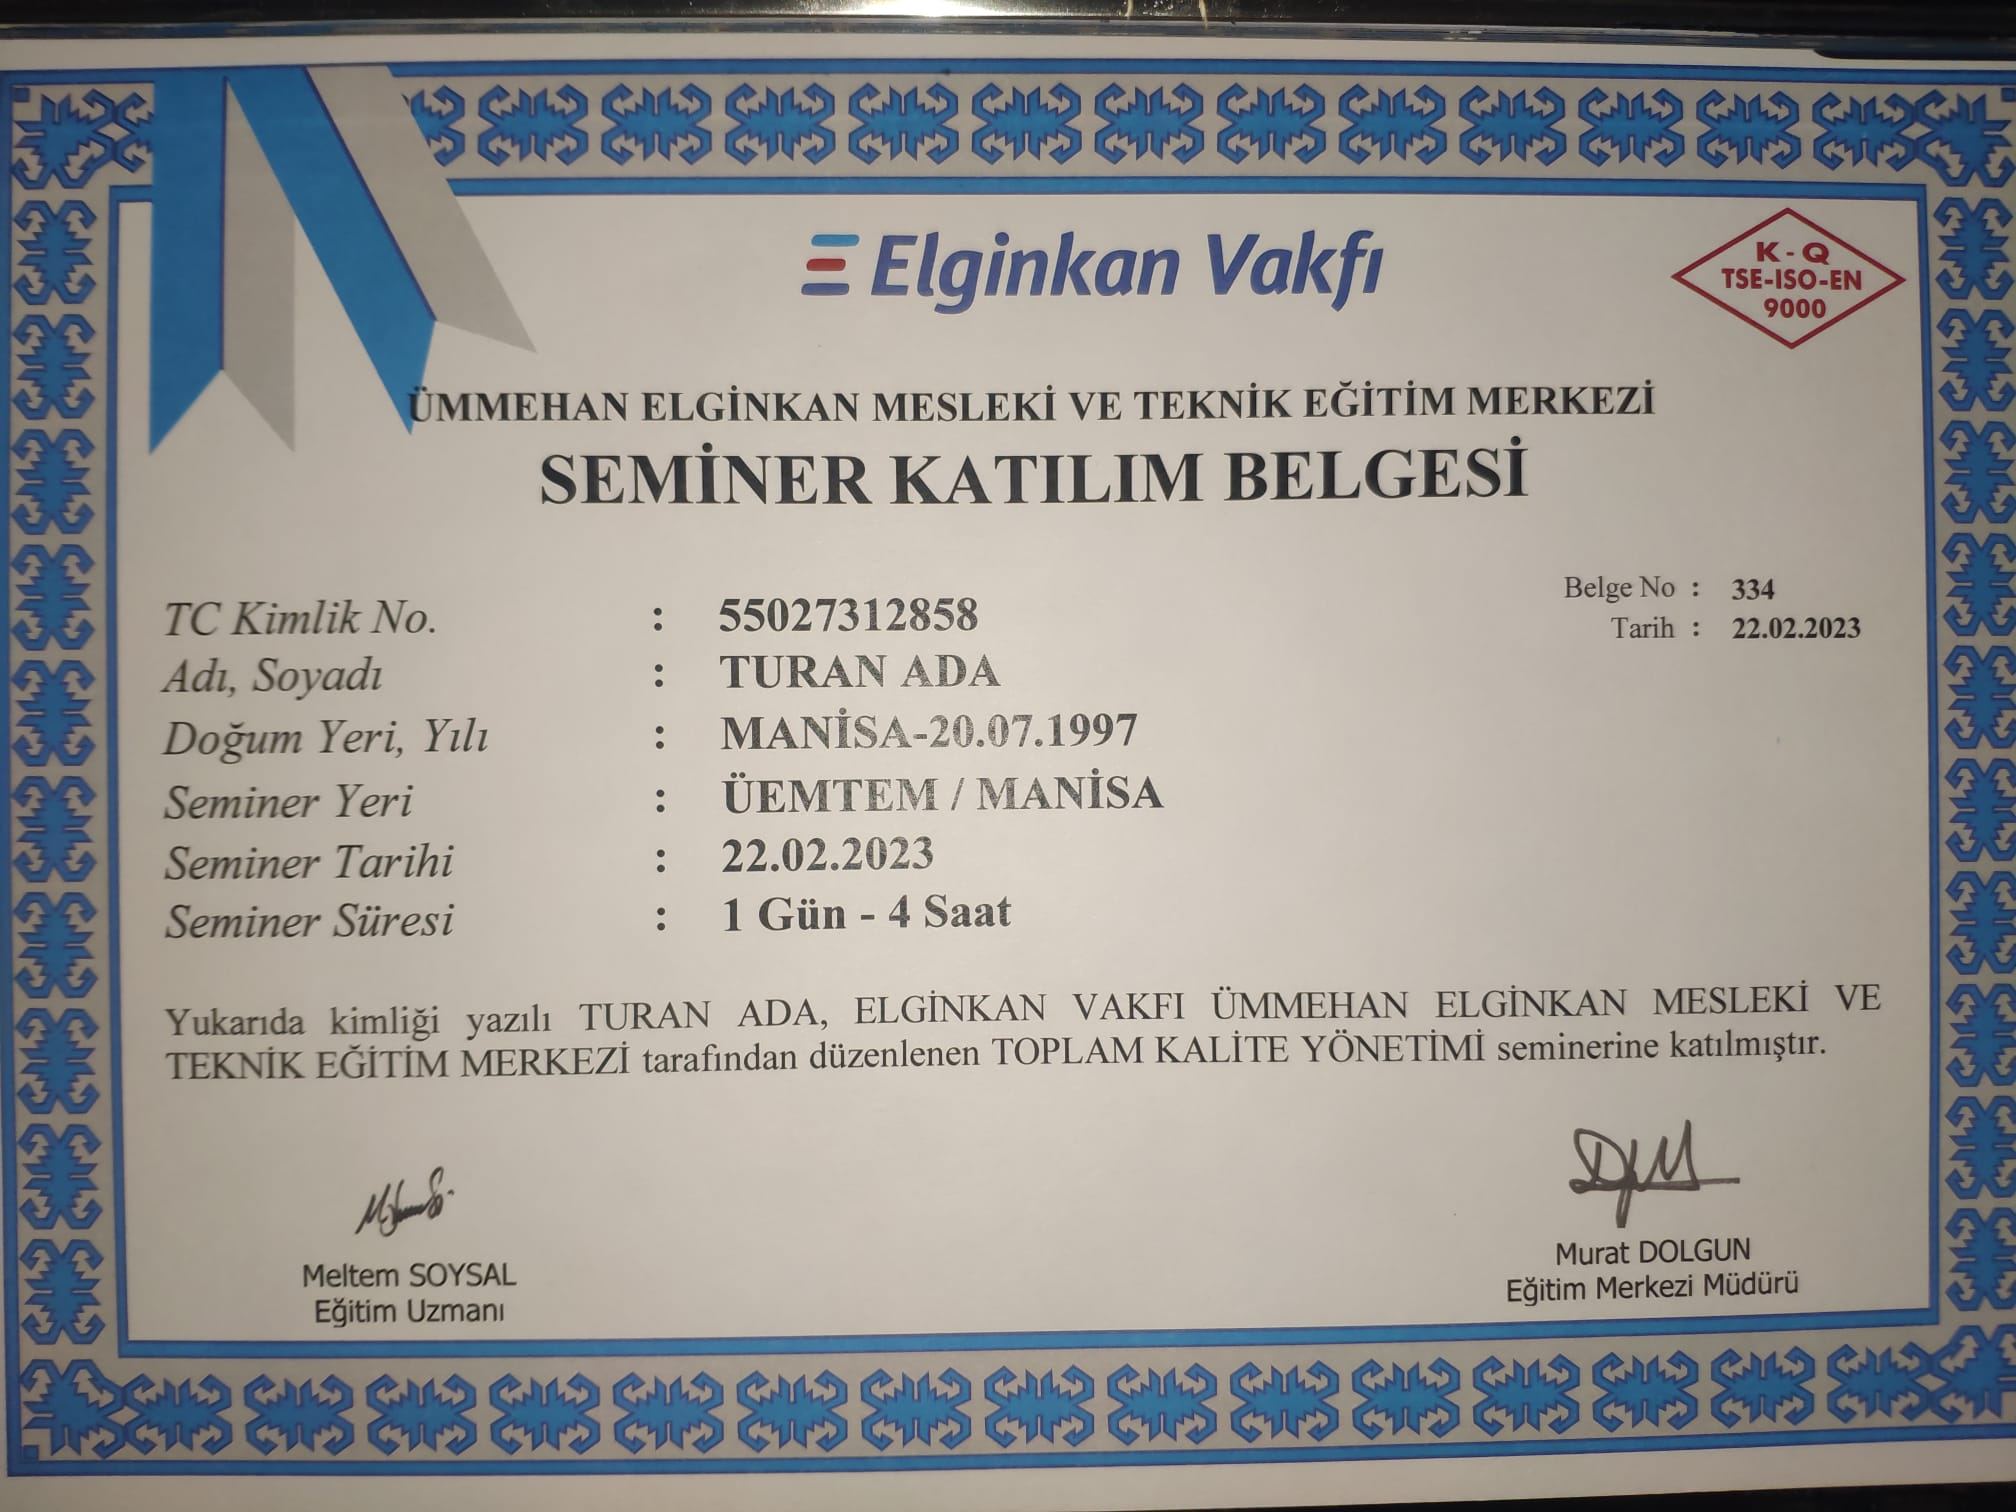 Elginkan Vakfı
K - Q
TSE-ISO-EN
9000
ÜMMEHAN ELGİNKAN MESLEKİ VE TEKNİK EĞİTİM MERKEZİ
SEMİNER KATILIM BELGESİ
Belge No : 334
Tarih : 22.02.2023
TC Kimlik No. : 55027312858
Adı, Soyadı : TURAN ADA
Doğum Yeri, Yılı : MANİSA-20.07.1997
Seminer Yeri : ÜEMTEM / MANİSA
Seminer Tarihi : 22.02.2023
Seminer Süresi : 1 Gün - 4 Saat
Yukarıda kimliği yazılı TURAN ADA, ELGİNKAN VAKFI ÜMMEHAN ELGİNKAN MESLEKİ VE
TEKNİK EĞİTİM MERKEZİ tarafından düzenlenen TOPLAM KALİTE YÖNETİMİ seminerine katılmıştır.
Meltem SOYSAL
Eğitim Uzmanı
Murat DOLGUN
Eğitim Merkezi Müdürü